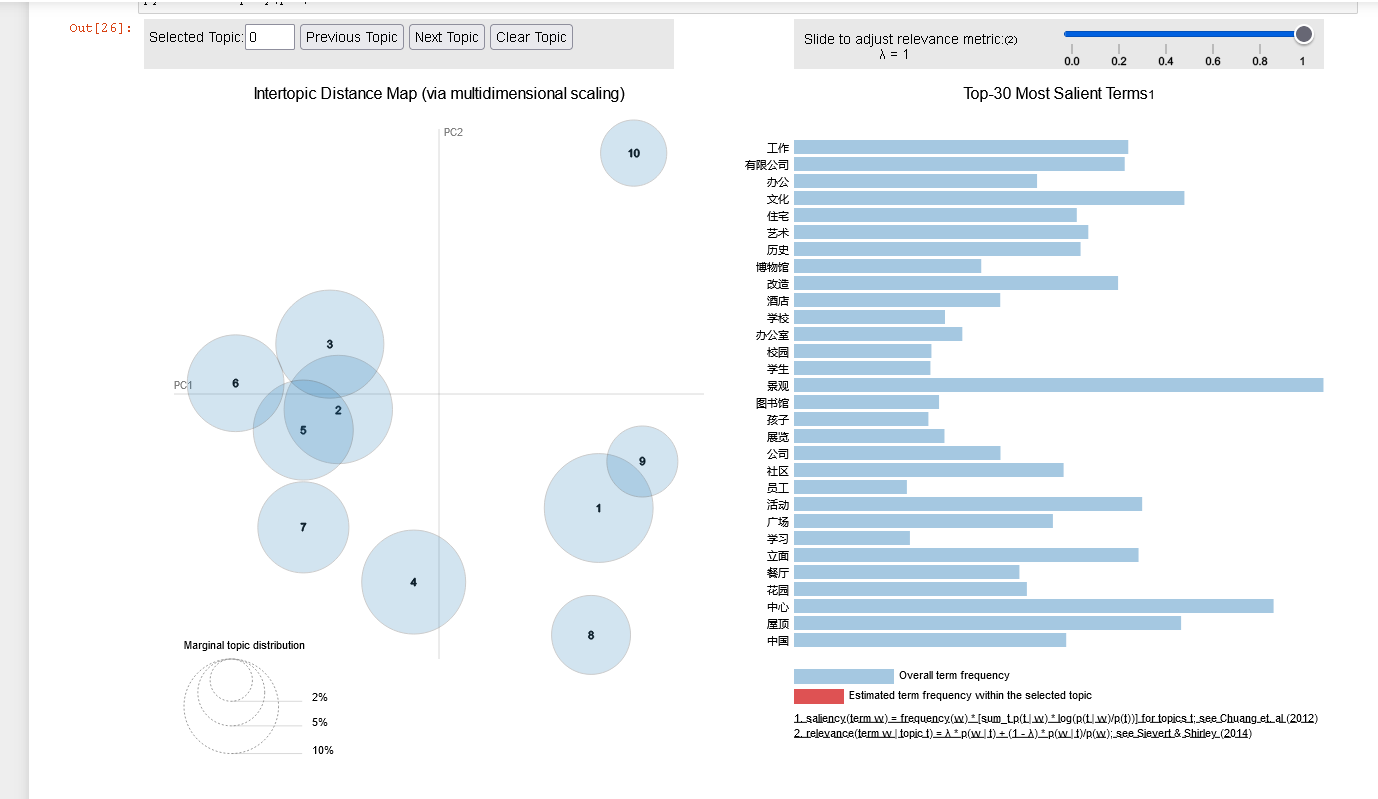 Out[26]:
Selected Topic: 0 Previous Topic Next Topic Clear Topic
Slide to adjust relevance metric:(2)
λ = 1
0.0 0.2 0.4 0.6 0.8 1
Intertopic Distance Map (via multidimensional scaling)
PC2
PC1
10
3
6
2
5
9
1
7
4
8
Marginal topic distribution
2%
5%
10%
Top-30 Most Salient Terms1
工作
有限公司
办公
文化
住宅
艺术
历史
博物馆
改造
酒店
学校
办公室
校园
学生
景观
图书馆
孩子
展览
公司
社区
员工
活动
广场
学习
立面
餐厅
花园
中心
屋顶
中国
Overall term frequency
Estimated term frequency within the selected topic
1. saliency(term w) = frequency(w) * [sum_t p(t | w) * log(p(t | w)/p(t))] for topics t; see Chuang et. al (2012)
2. relevance(term w | topic t) = λ * p(w | t) + (1 - λ) * p(w | t)/p(w); see Sievert & Shirley (2014)